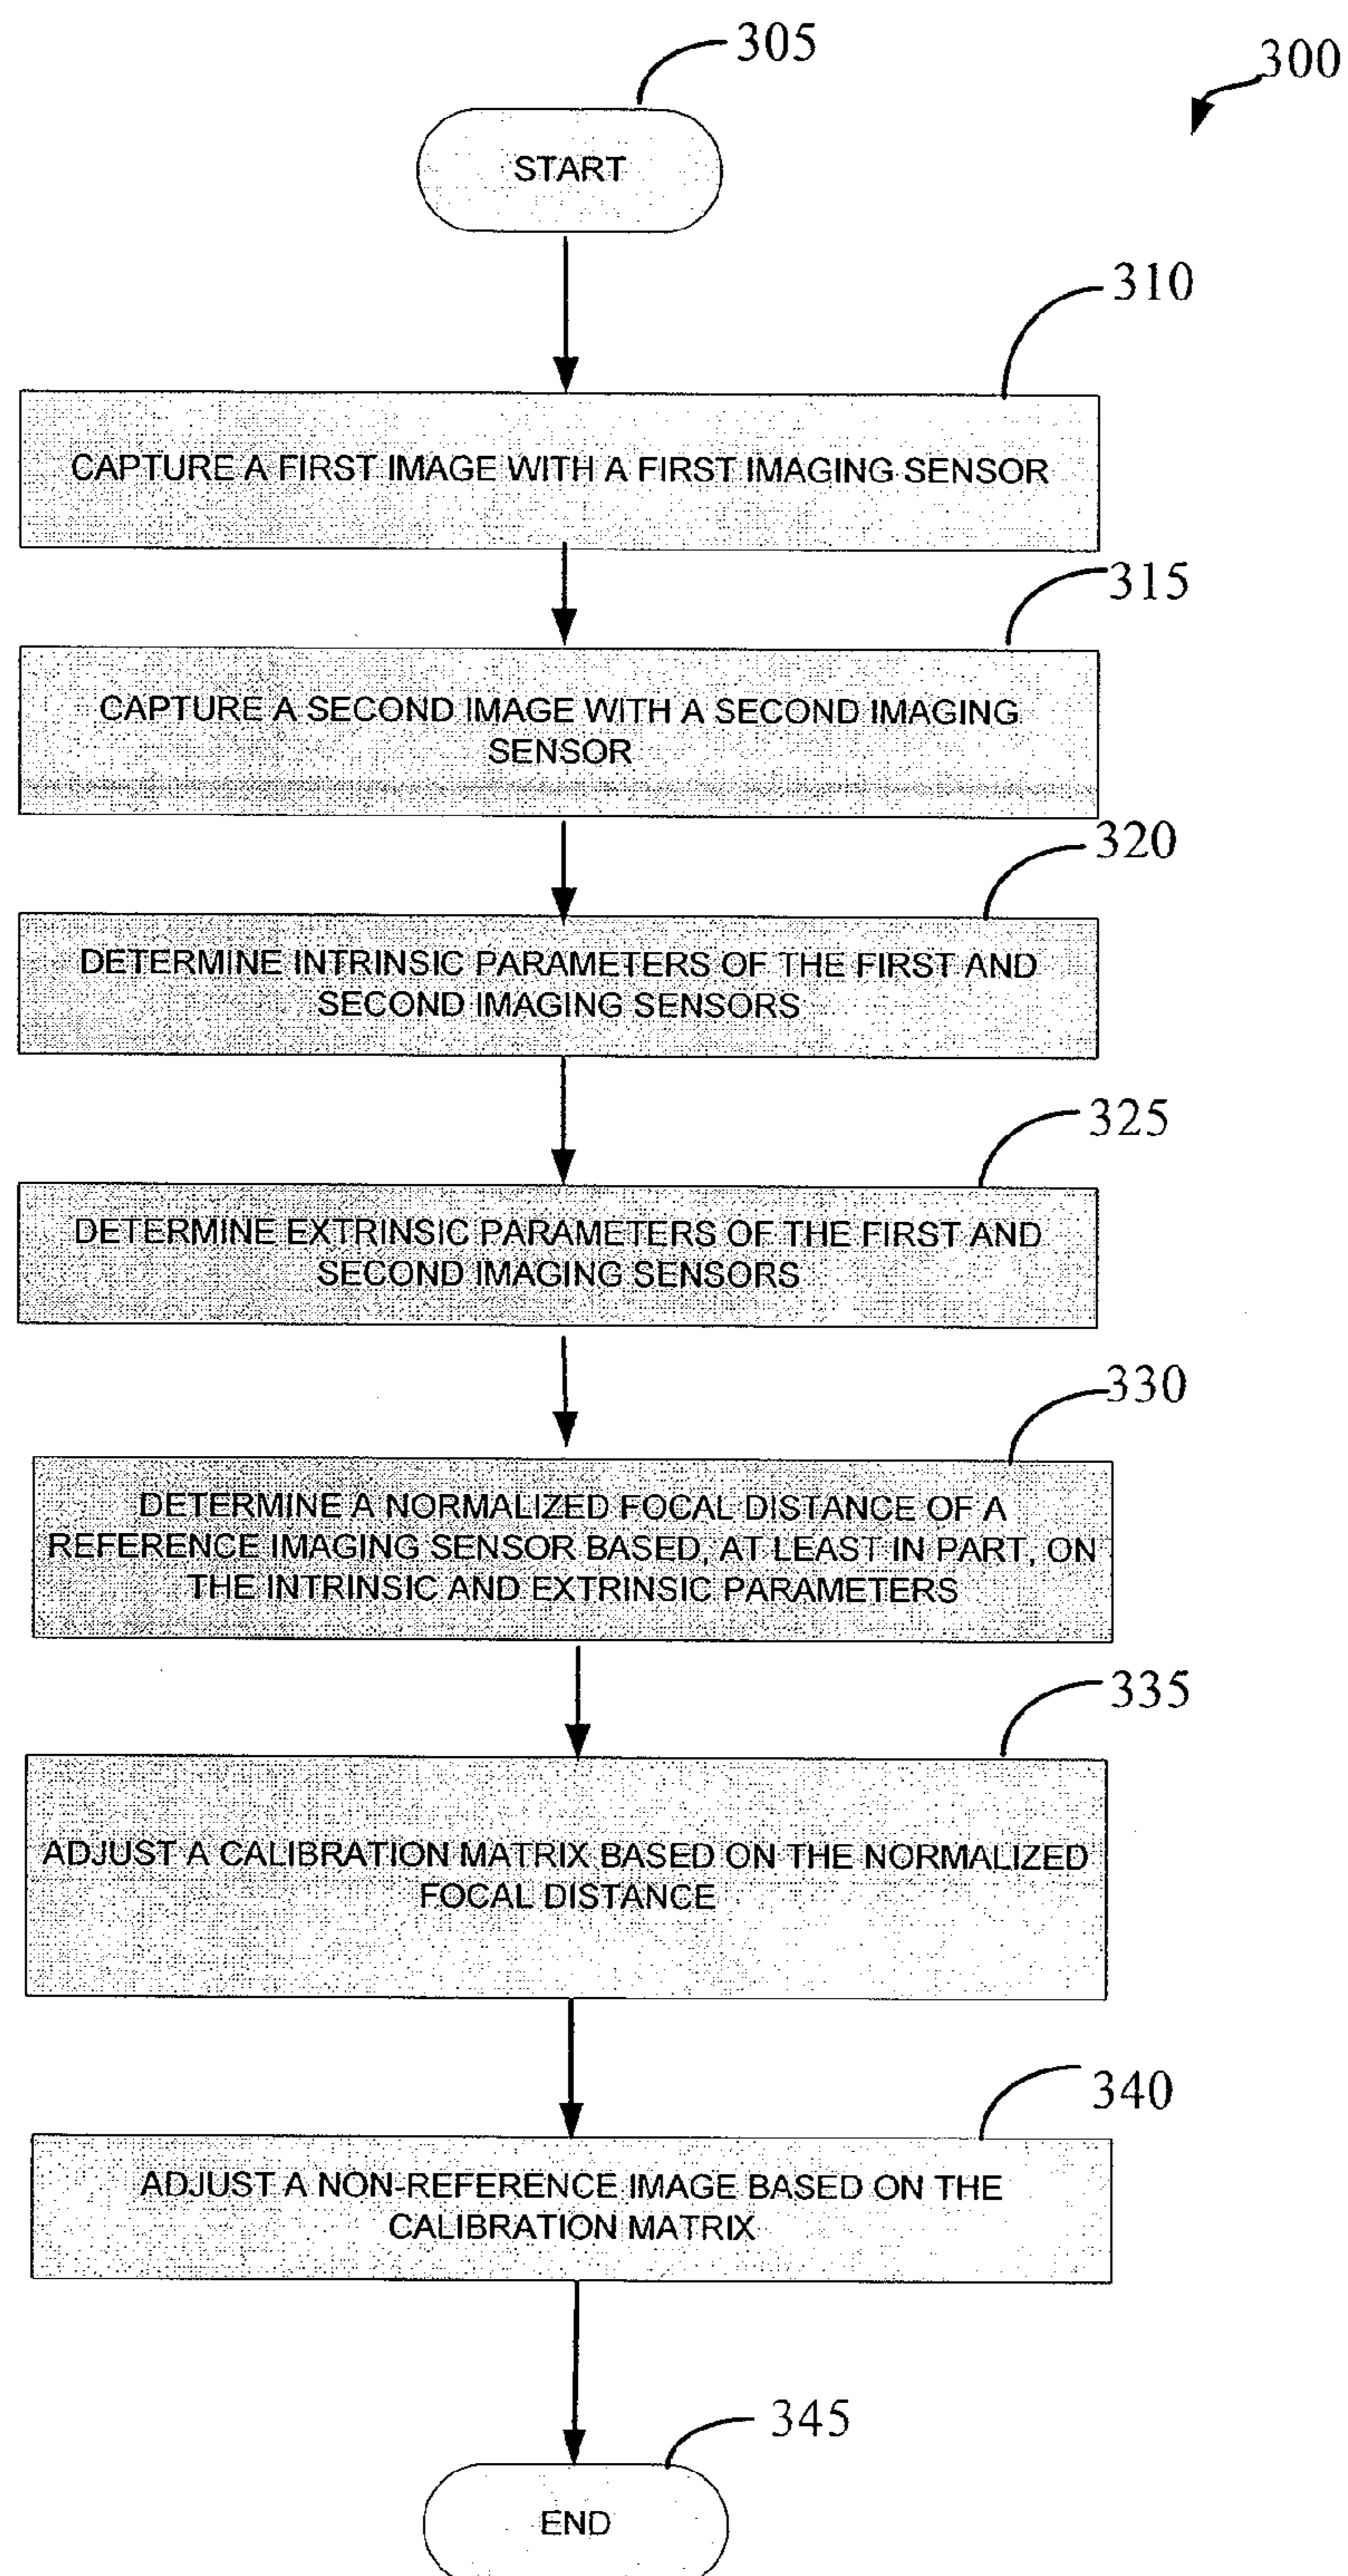 305
300
START
310
CAPTURE A FIRST IMAGE WITH A FIRST IMAGING SENSOR
315
CAPTURE A SECOND IMAGE WITH A SECOND IMAGING
SENSOR
320
DETERMINE INTRINSIC PARAMETERS OF THE FIRST AND
SECOND IMAGING SENSORS
325
DETERMINE EXTRINSIC PARAMETERS OF THE FIRST AND
SECOND IMAGING SENSORS
330
DETERMINE A NORMALIZED FOCAL DISTANCE OF A
REFERENCE IMAGING SENSOR BASED, AT LEAST IN PART, ON
THE INTRINSIC AND EXTRINSIC PARAMETERS
335
ADJUST A CALIBRATION MATRIX BASED ON THE NORMALIZED
FOCAL DISTANCE
340
ADJUST A NON-REFERENCE IMAGE BASED ON THE
CALIBRATION MATRIX
345
END